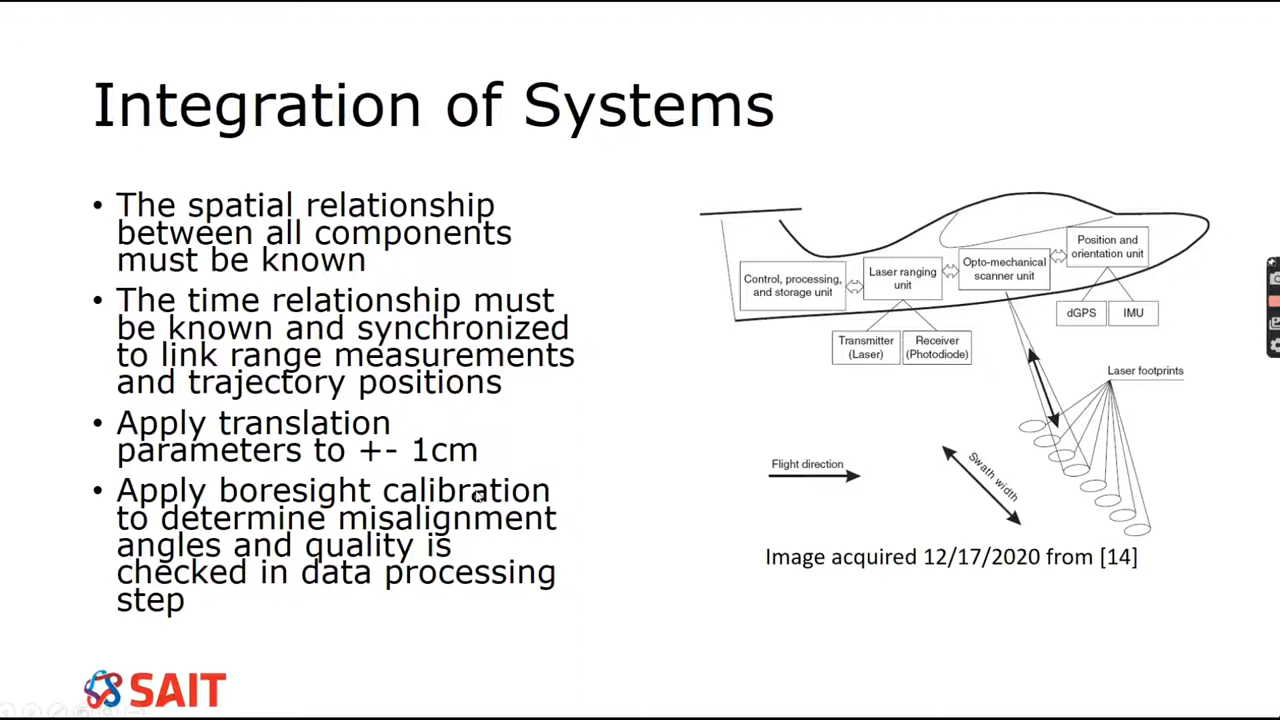 Integration of Systems
• The spatial relationship
between all components
must be known
• The time relationship must
be known and synchronized
to link range measurements
and trajectory positions
• Apply translation
parameters to +- 1cm
• Apply boresight calibration
to determine misalignment
angles and quality is
checked in data processing
step
Control, processing,
and storage unit
Laser ranging
unit
Opto-mechanical
scanner unit
Position and
orientation unit
Transmitter
(Laser)
Receiver
(Photodiode)
dGPS
IMU
Laser footprints
Flight direction
Swath width
Image acquired 12/17/2020 from [14]
SAIT